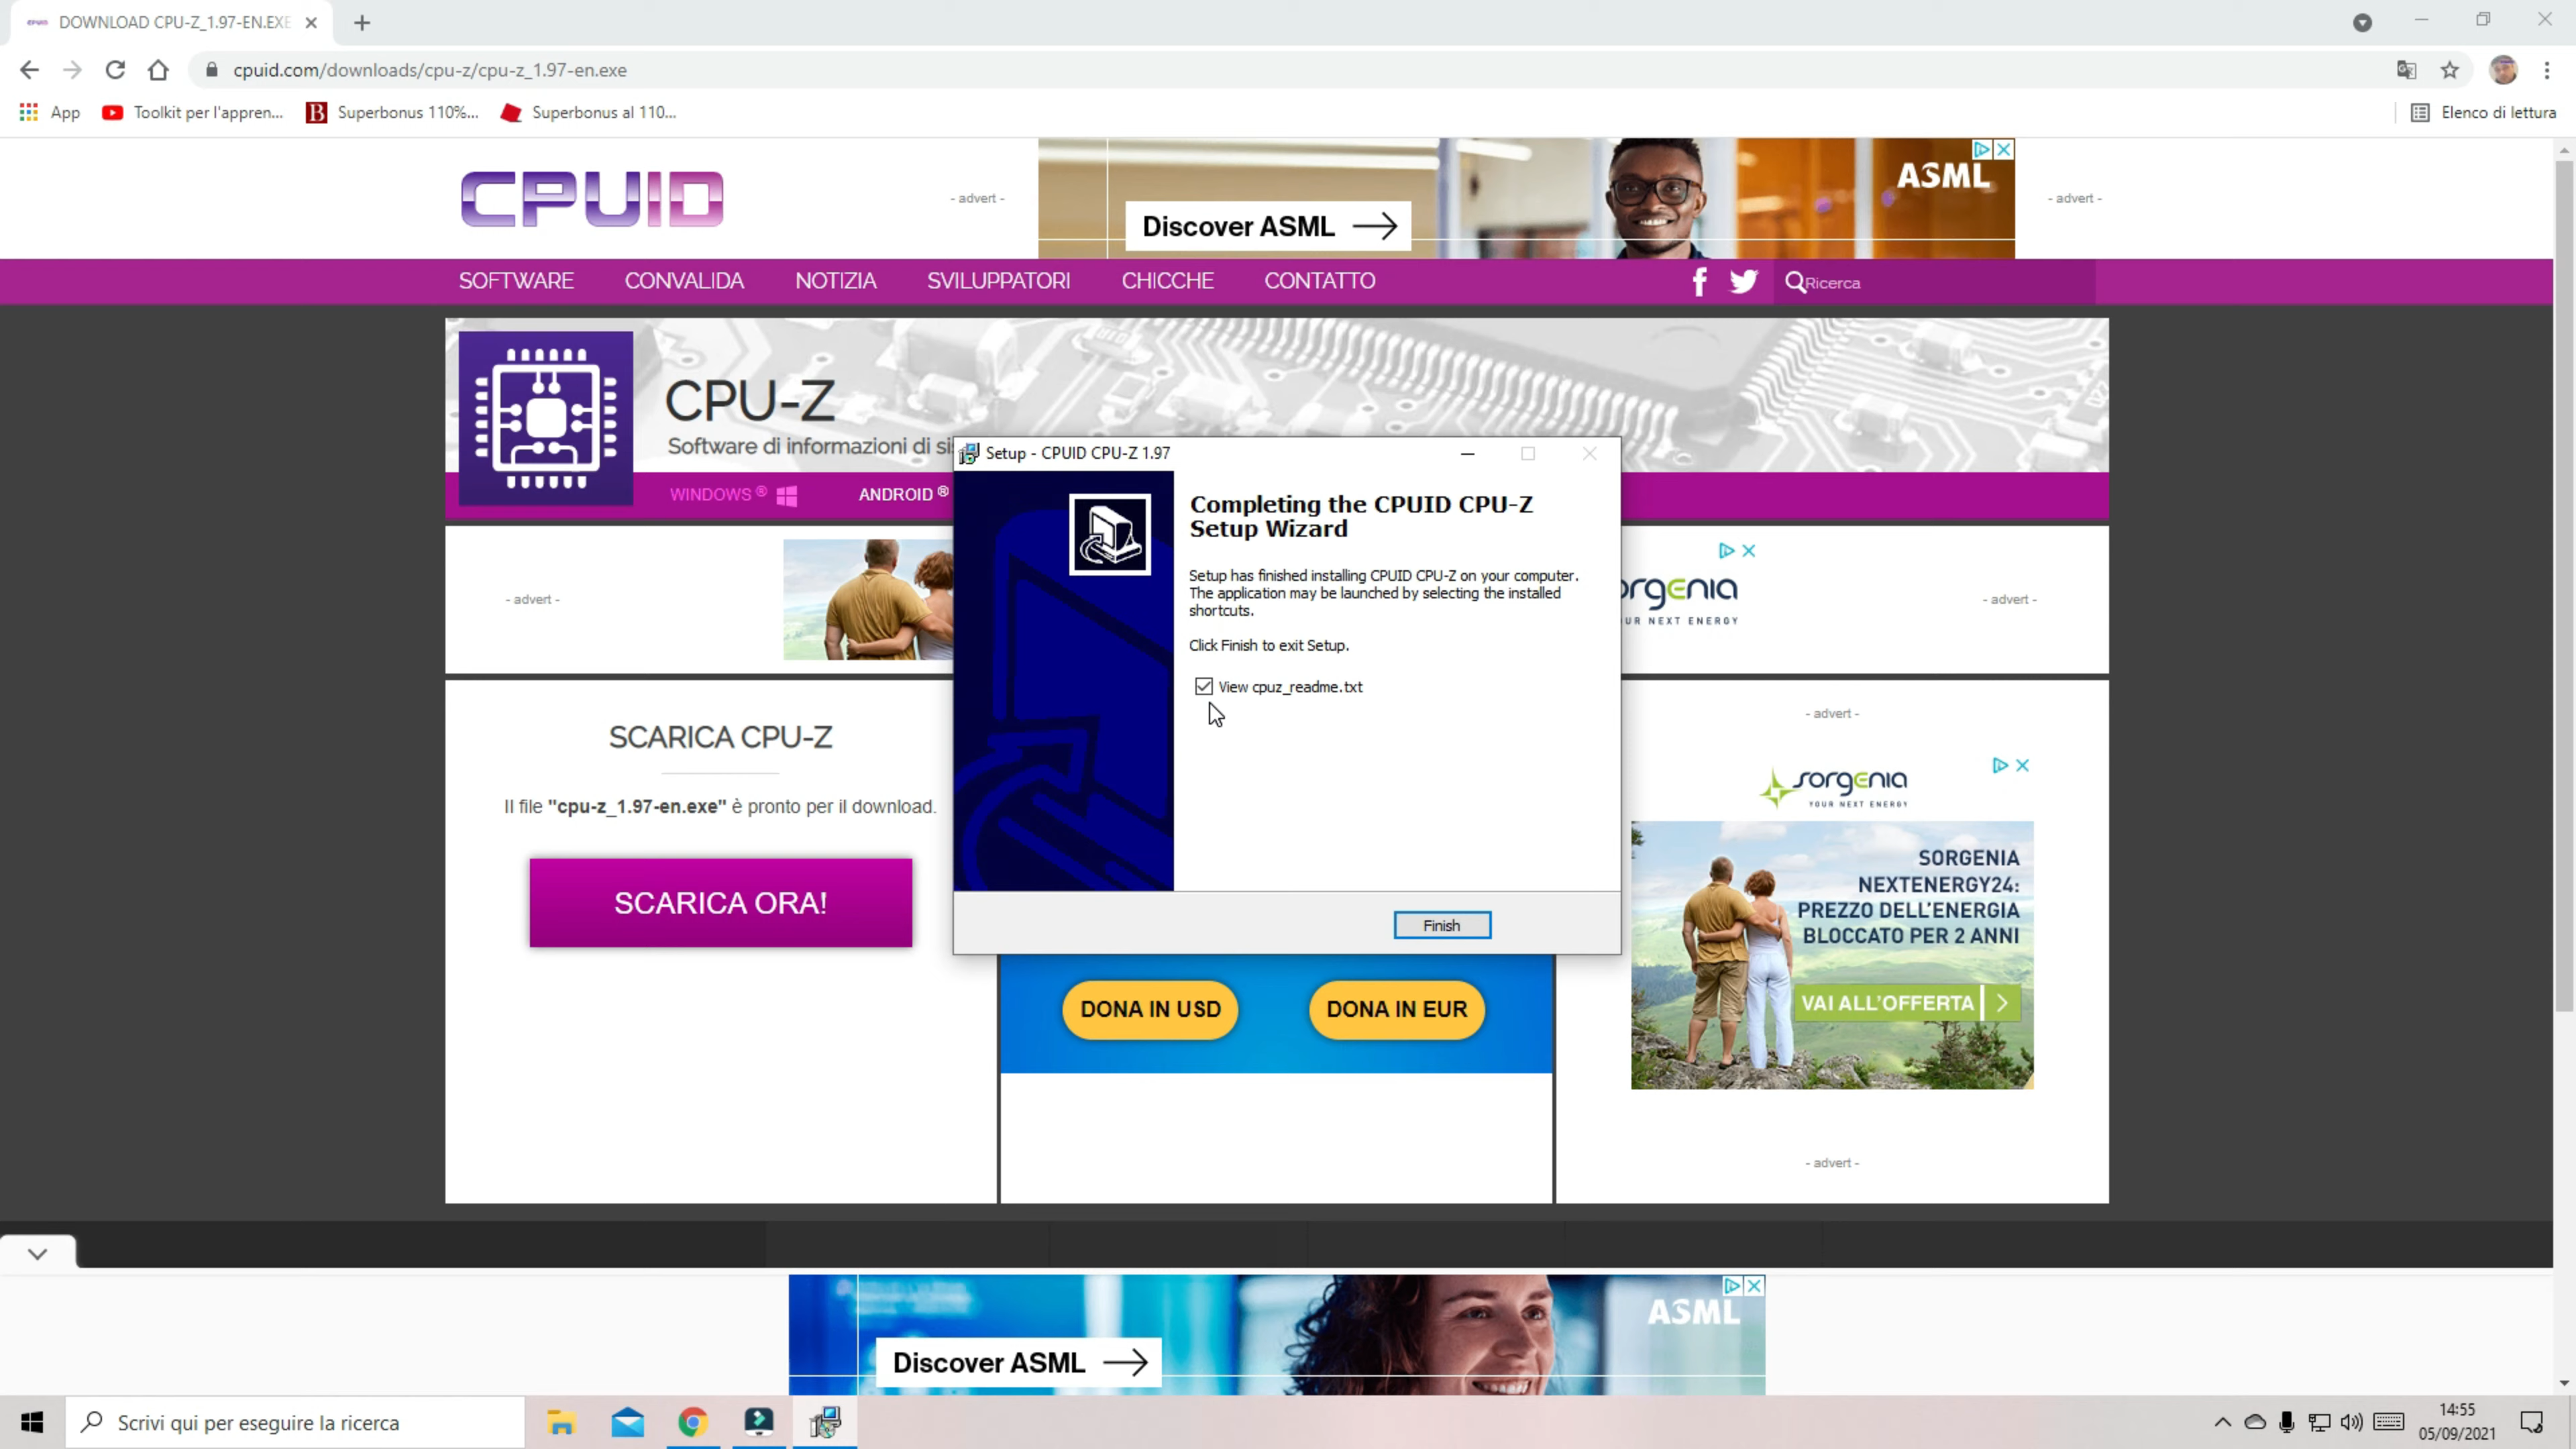 DOWNLOAD CPU-Z_1.97-EN.EXE
cpuid.com/downloads/cpu-z/cpu-z_1.97-en.exe
App
Toolkit per l'appren...
B
Superbonus 110%...
Superbonus al 110...
Elenco di lettura
CPUID
- advert -
Discover ASML
ASML
- advert -
SOFTWARE
CONVALIDA
NOTIZIA
SVILUPPATORI
CHICCHE
CONTATTO
Ricerca
CPU-Z
Software di informazioni di si
WINDOWS ®
ANDROID ®
- advert -
Setup - CPUID CPU-Z 1.97
Completing the CPUID CPU-Z
Setup Wizard
Setup has finished installing CPUID CPU-Z on your computer.
The application may be launched by selecting the installed
shortcuts.
Click Finish to exit Setup.
View cpuz_readme.txt
Finish
orgenia
UR NEXT ENERGY
- advert -
SCARICA CPU-Z
Il file "cpu-z_1.97-en.exe" è pronto per il download.
SCARICA ORA!
DONA IN USD
DONA IN EUR
- advert -
sorgenia
YOUR NEXT ENERGY
SORGENIA
NEXTENERGY24:
PREZZO DELL'ENERGIA
BLOCCATO PER 2 ANNI
VAI ALL'OFFERTA
- advert -
Discover ASML
ASML
Scrivi qui per eseguire la ricerca
14:55
05/09/2021